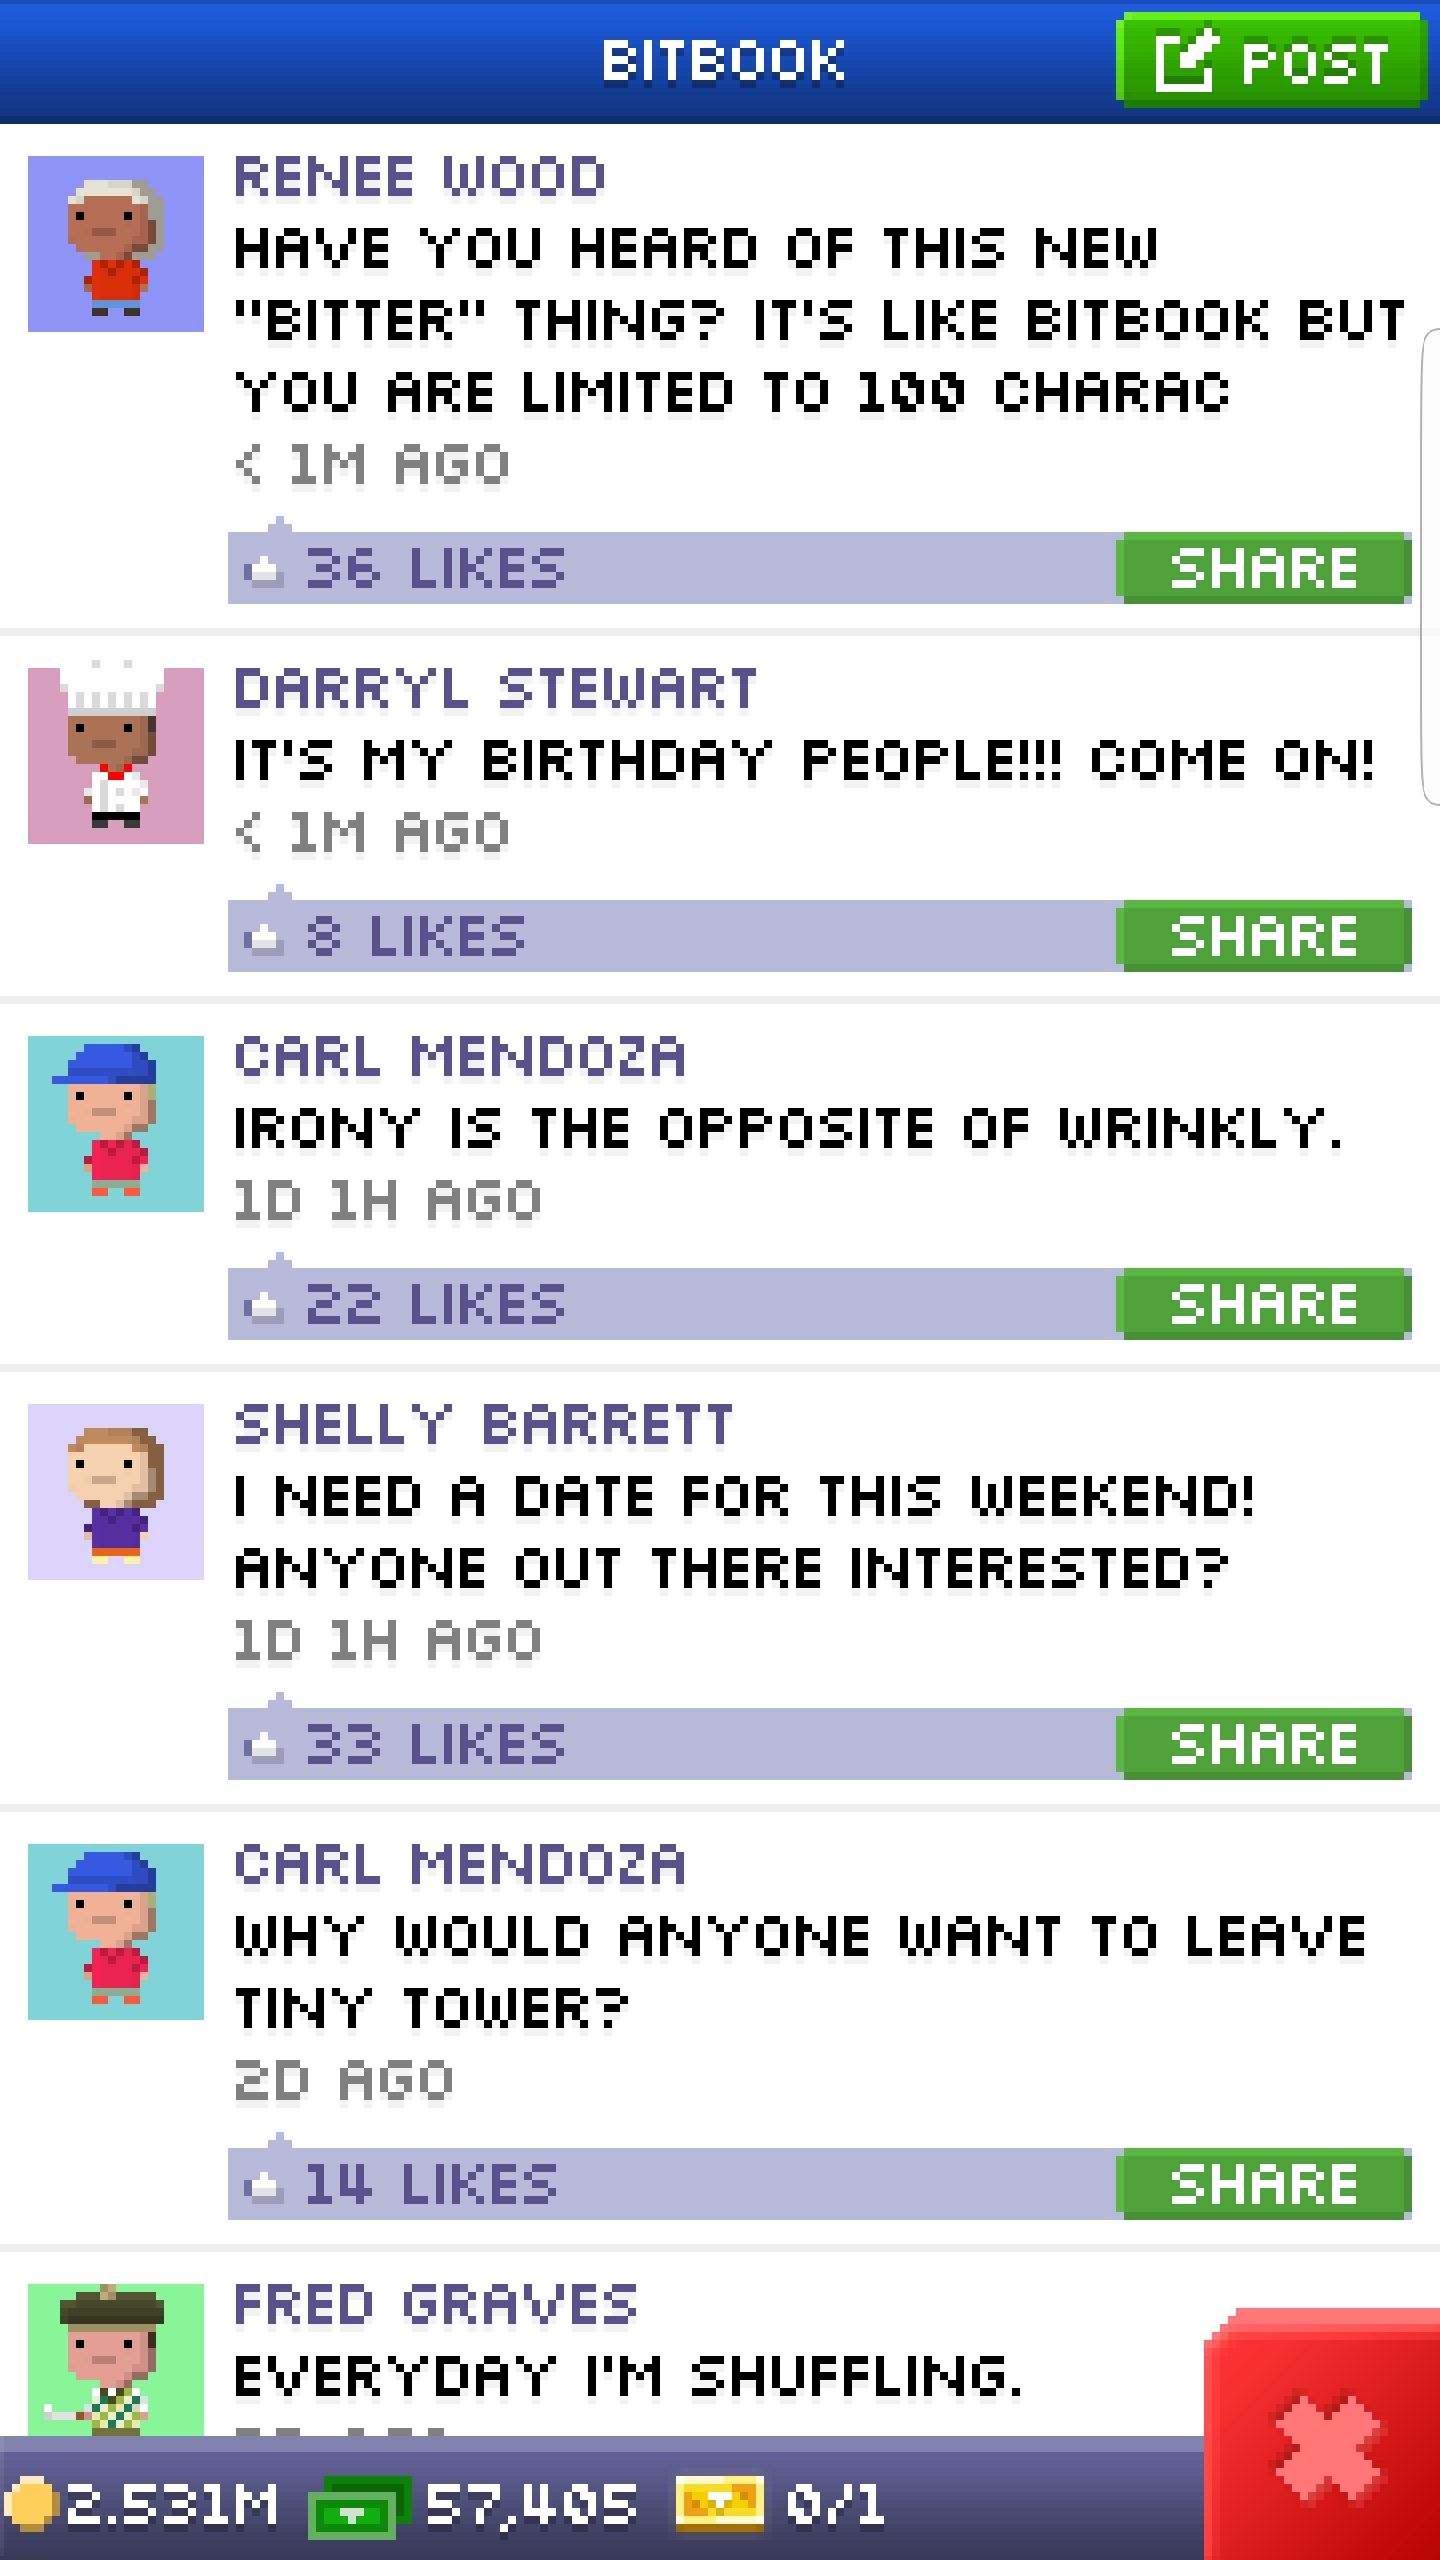 BITBOOK
POST
RENEE WOOD
HAVE YOU HEARD OF THIS NEW
"BITTER" THING? IT'S LIKE BITBOOK BUT
YOU ARE LIMITED TO 100 CHARAC
< 1M AGO
36 LIKES
SHARE
DARRYL STEWART
IT'S MY BIRTHDAY PEOPLE!!! COME ON!
< 1M AGO
8 LIKES
SHARE
CARL MENDOZA
IRONY IS THE OPPOSITE OF WRINKLY.
1D 1H AGO
22 LIKES
SHARE
SHELLY BARRETT
I NEED A DATE FOR THIS WEEKEND!
ANYONE OUT THERE INTERESTED?
1D 1H AGO
33 LIKES
SHARE
CARL MENDOZA
WHY WOULD ANYONE WANT TO LEAVE
TINY TOWER?
2D AGO
14 LIKES
SHARE
FRED GRAVES
EVERYDAY I'M SHUFFLING.
2.531M
57,405
0/1